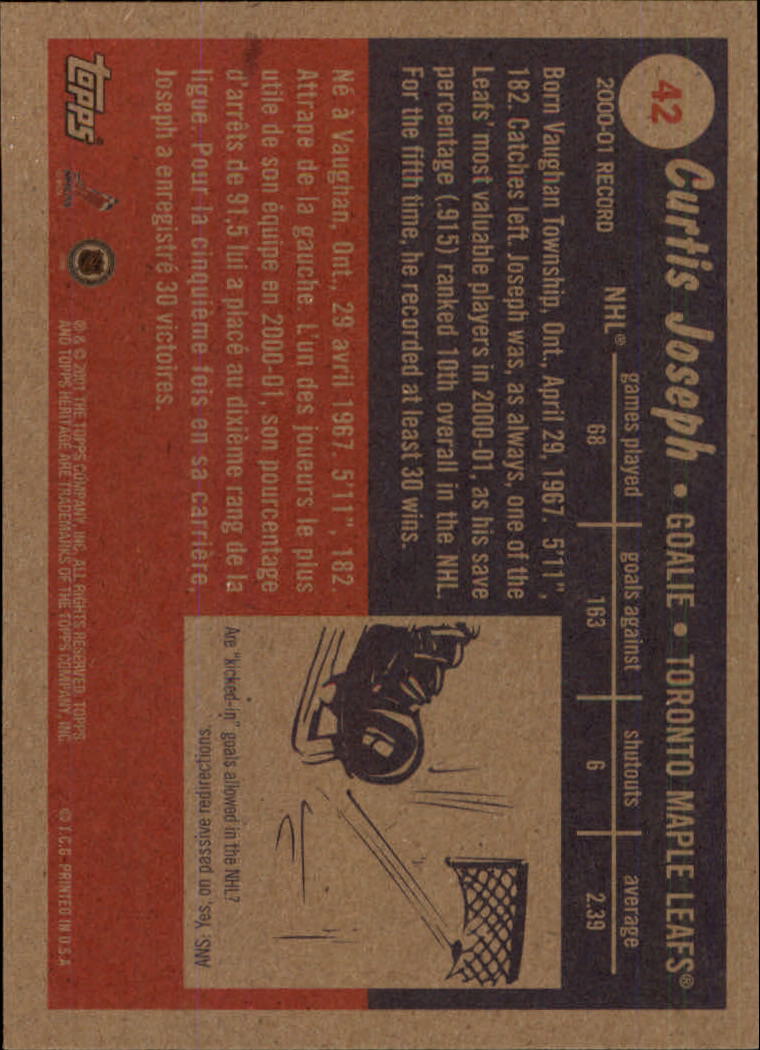 42
Curtis Joseph • GOALIE • TORONTO MAPLE LEAFS®
2000-01 RECORD
games played goals against shutouts average
NHL® 68 163 6 2.39
Born Vaughan Township, Ont., April 29, 1967. 5'11",
182. Catches left. Joseph was, as always, one of the
Leafs' most valuable players in 2000-01, as his save
percentage (.915) ranked 10th overall in the NHL.
For the fifth time, he recorded at least 30 wins.
Né à Vaughan, Ont., 29 avril 1967. 5'11", 182.
Attrape de la gauche. L'un des joueurs le plus
utile de son équipe en 2000-01, son pourcentage
d'arrêts de 91,5 lui a placé au dixième rang de la
ligue. Pour la cinquième fois en sa carrière,
Joseph a enregistré 30 victoires.
Are "kicked-in" goals allowed in the NHL?
ANS: Yes, on passive redirections.
topps
® & © 2001 THE TOPPS COMPANY, INC. ALL RIGHTS RESERVED. TOPPS
AND TOPPS HERITAGE ARE TRADEMARKS OF THE TOPPS COMPANY, INC.
© T.C.G. PRINTED IN U.S.A.